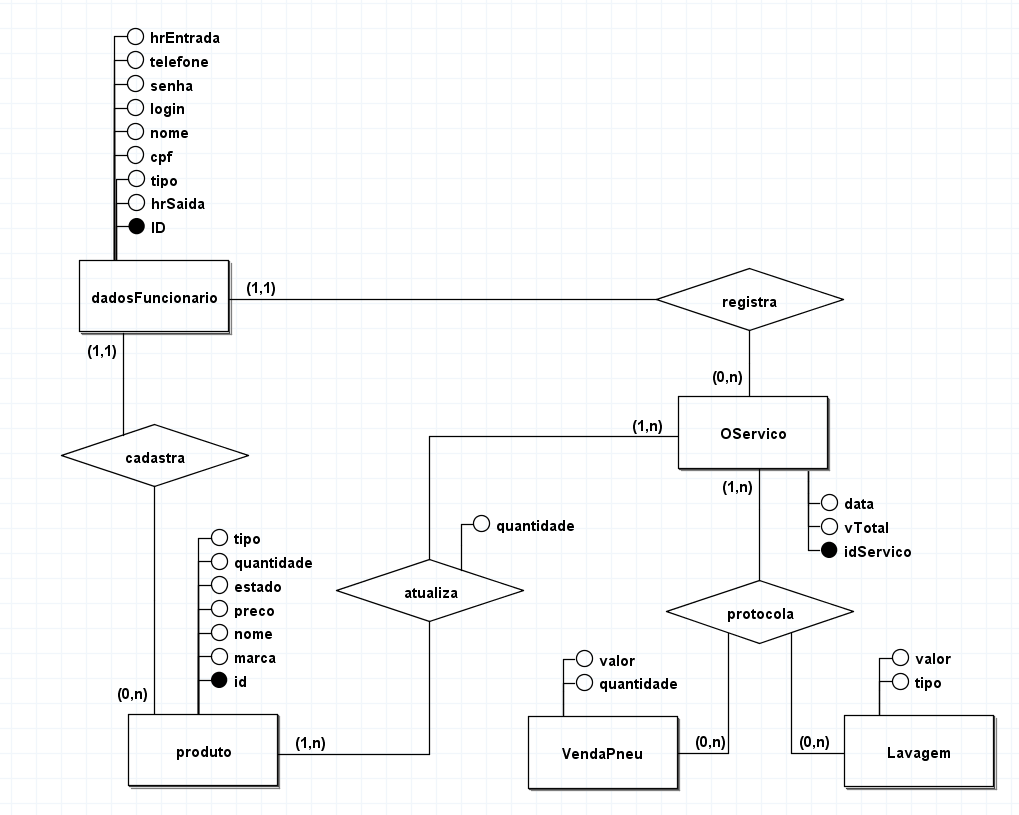 hrEntrada
telefone
senha
login
nome
cpf
tipo
hrSaida
ID
dadosFuncionario
(1,1)
registra
(1,1)
(0,n)
cadastra
(1,n)
OServico
(1,n)
data
vTotal
idServico
quantidade
tipo
quantidade
estado
preco
nome
marca
id
atualiza
protocola
(0,n)
produto
(1,n)
valor
quantidade
VendaPneu
(0,n)
valor
tipo
(0,n)
Lavagem